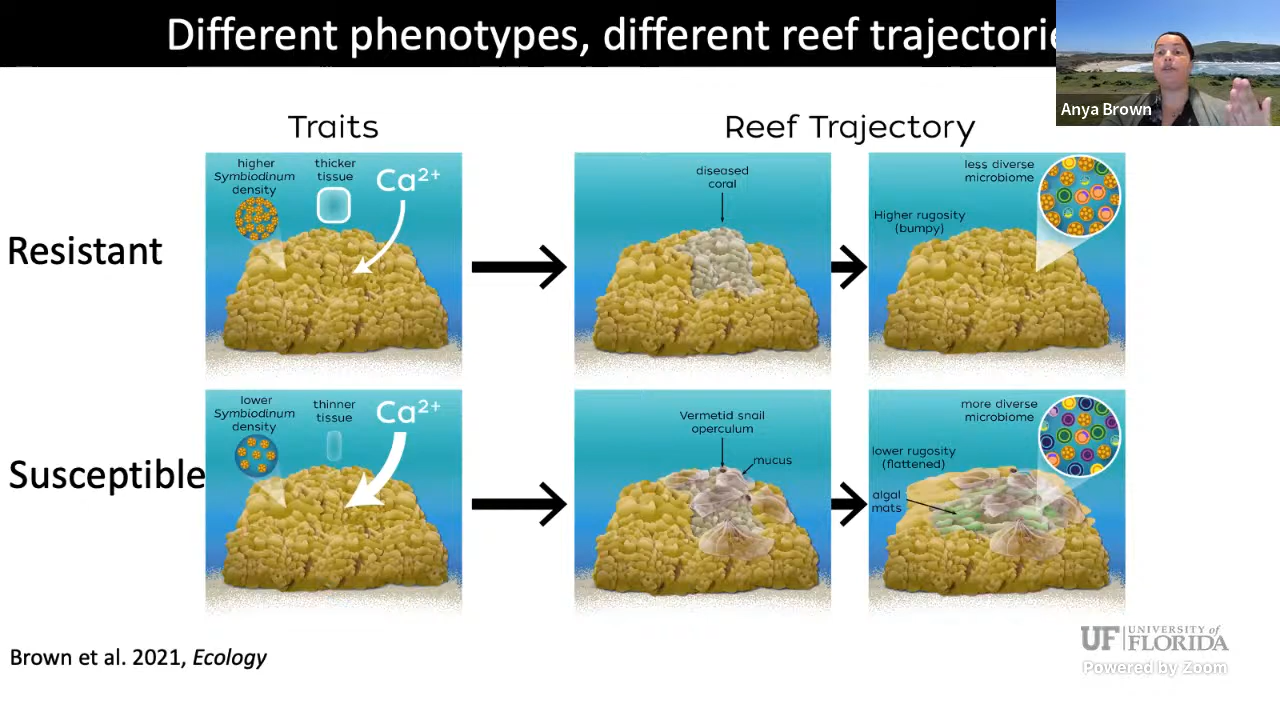 Different phenotypes, different reef trajectorie
Anya Brown
Traits
Reef Trajectory
Resistant
higher
Symbiodinum
density
thicker
tissue
Ca2+
diseased
coral
less diverse
microbiome
Higher rugosity
(bumpy)
Susceptible
lower
Symbiodinum
density
thinner
tissue
Ca2+
Vermetid snail
operculum
mucus
more diverse
microbiome
lower rugosity
(flattened)
algal
mats
Brown et al. 2021, Ecology
UF UNIVERSITY of
FLORIDA
Powered by Zoom